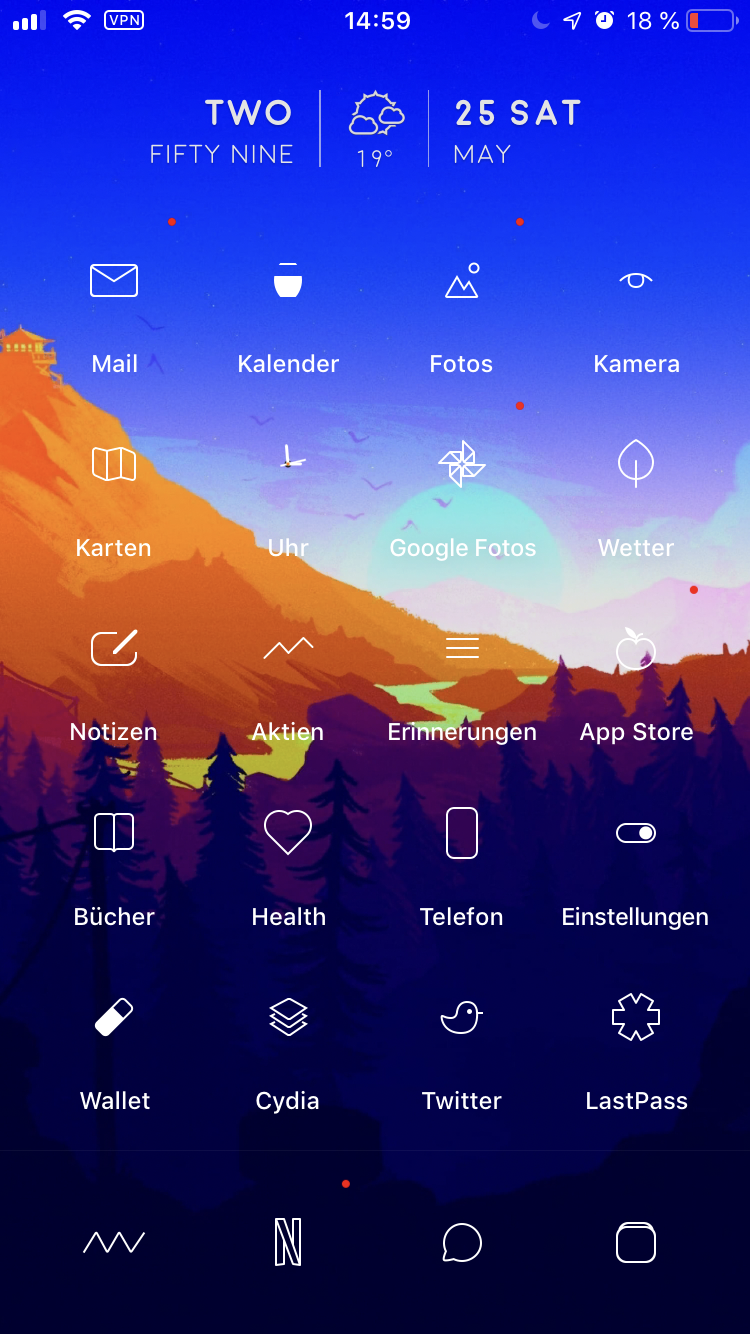 VPN 14:59 18 %
TWO
FIFTY NINE
19°
25 SAT
MAY
Mail Kalender Fotos Kamera
Karten Uhr Google Fotos Wetter
Notizen Aktien Erinnerungen App Store
Bücher Health Telefon Einstellungen
Wallet Cydia Twitter LastPass